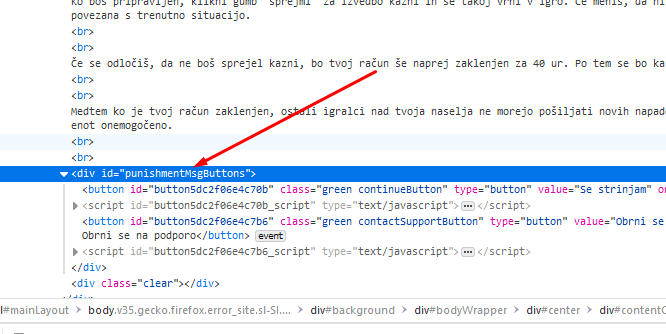 ko boš pripravljen, klikni gumb "sprejmi" za izvedbo kazni in se takoj vrni v igro. Če meniš, da ni
povezana s trenutno situacijo.
<br>
<br>
Če se odločiš, da ne boš sprejel kazni, bo tvoj račun še naprej zaklenjen za 40 ur. Po tem se bo ka
<br>
<br>
Medtem ko je tvoj račun zaklenjen, ostali igralci nad tvoja naselja ne morejo pošiljati novih napad
enot onemogočeno.
<br>
<br>
<div id="punishmentMsgButtons">
<button id="button5dc2f06e4c70b" class="green continueButton" type="button" value="Se strinjam" on
<script id="button5dc2f06e4c70b_script" type="text/javascript">…</script>
<button id="button5dc2f06e4c7b6" class="green contactSupportButton" type="button" value="Obrni se
Obrni se na podporo</button> event
<script id="button5dc2f06e4c7b6_script" type="text/javascript">…</script>
</div>
<div class="clear"></div>
l#mainLayout > body.v35.gecko.firefox.error_site.sl-SI.… > div#background > div#bodyWrapper > div#center > div#contentO